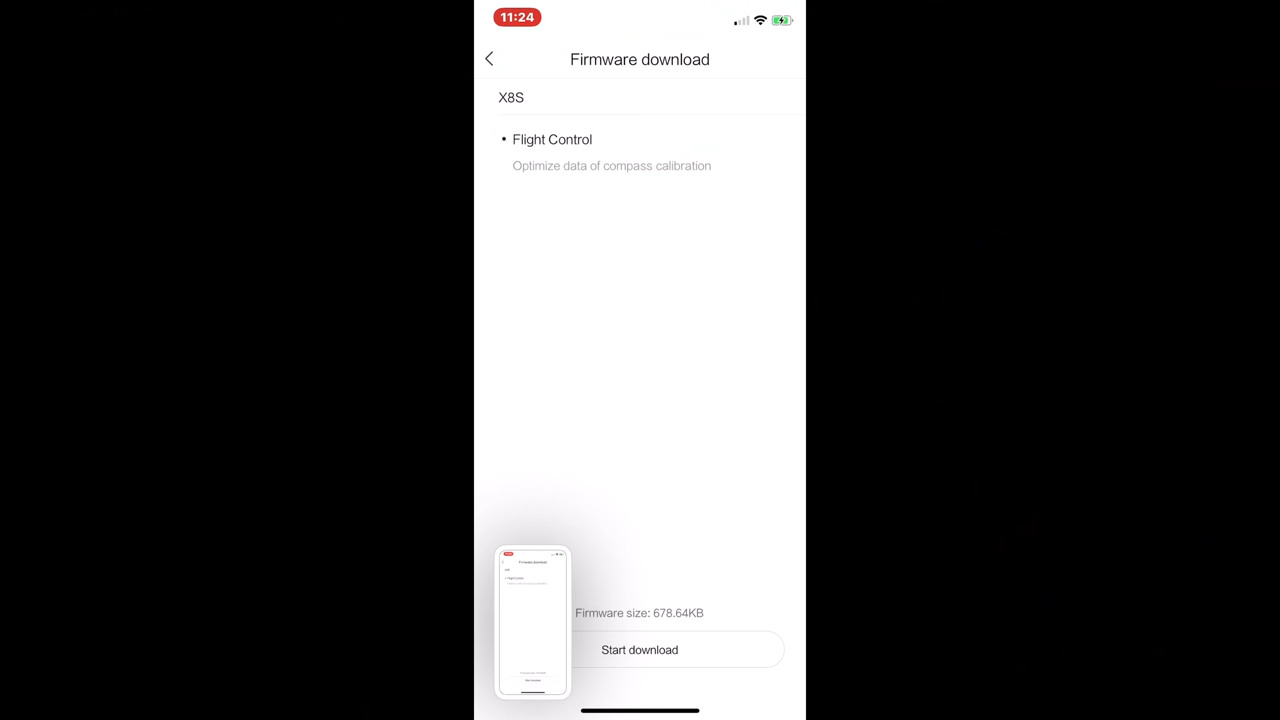 11:24
Firmware download
X8S
• Flight Control
Optimize data of compass calibration
Firmware size: 678.64KB
Start download